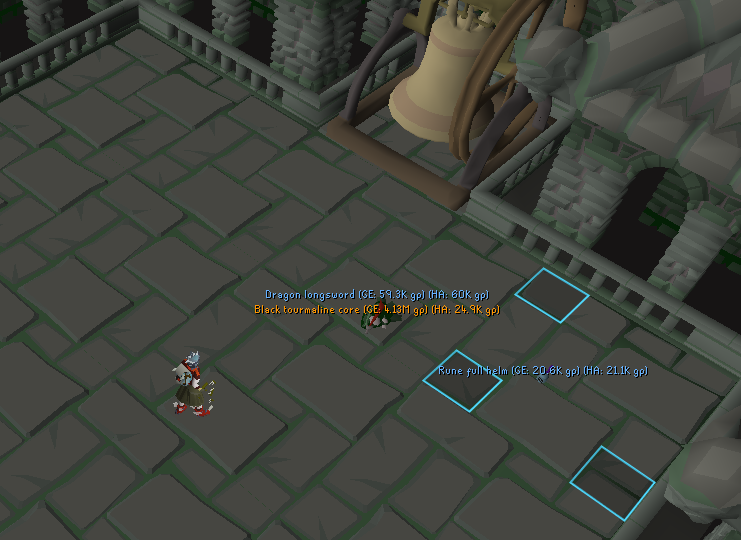 Dragon longsword (GE: 59.3K gp) (HA: 60K gp)
Black tourmaline core (GE: 4.13M gp) (HA: 24.9K gp)
Rune full helm (GE: 20.6K gp) (HA: 21.1K gp)